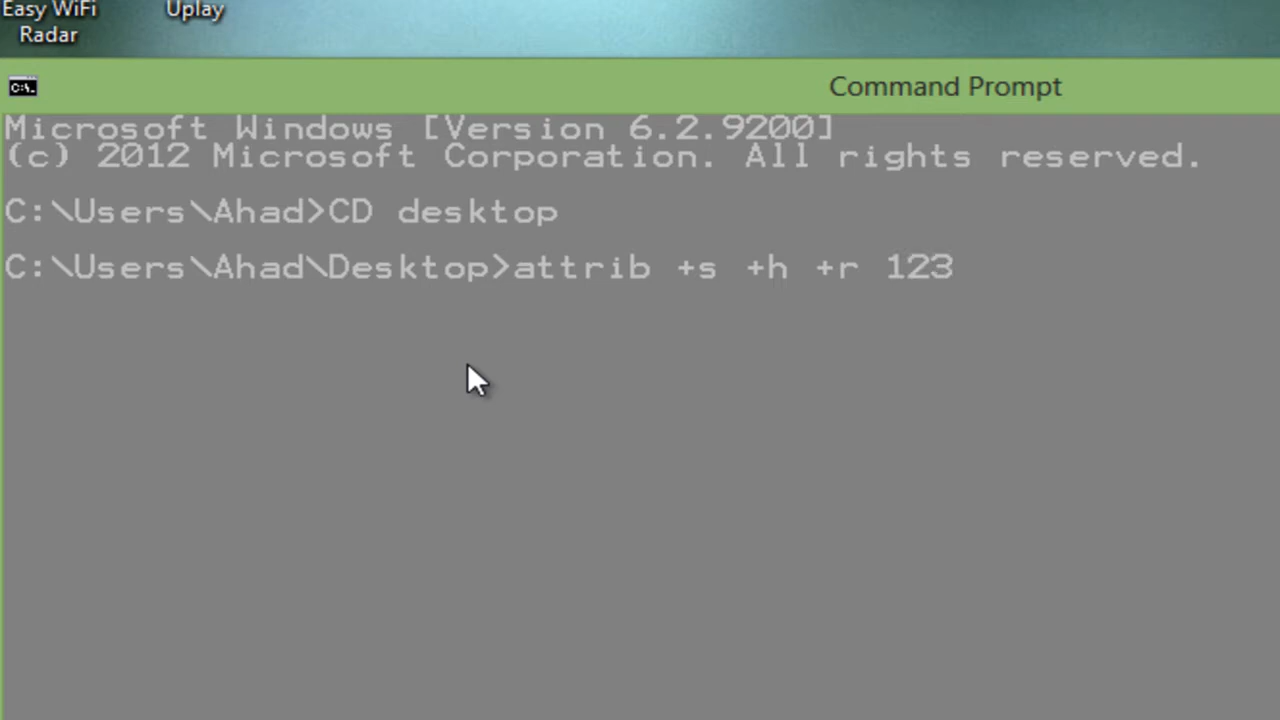 Easy WiFi
Radar
Uplay
C:\.
Command Prompt
Microsoft Windows [Version 6.2.9200]
(c) 2012 Microsoft Corporation. All rights reserved.
C:\Users\Ahad>CD desktop
C:\Users\Ahad\Desktop>attrib +s +h +r 123